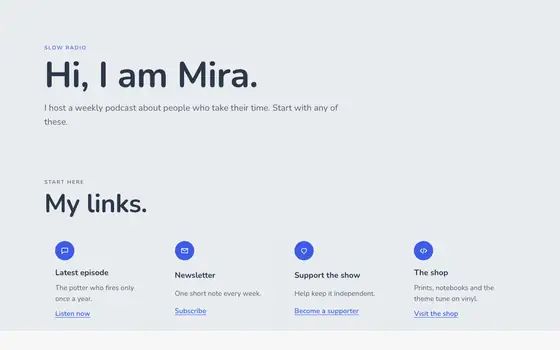 SLOW RADIO
Hi, I am Mira.
I host a weekly podcast about people who take their time. Start with any of
these.
START HERE
My links.
Latest episode
The potter who fires only
once a year.
Listen now
Newsletter
One short note every week.
Subscribe
Support the show
Help keep it independent.
Become a supporter
The shop
Prints, notebooks and the
theme tune on vinyl.
Visit the shop